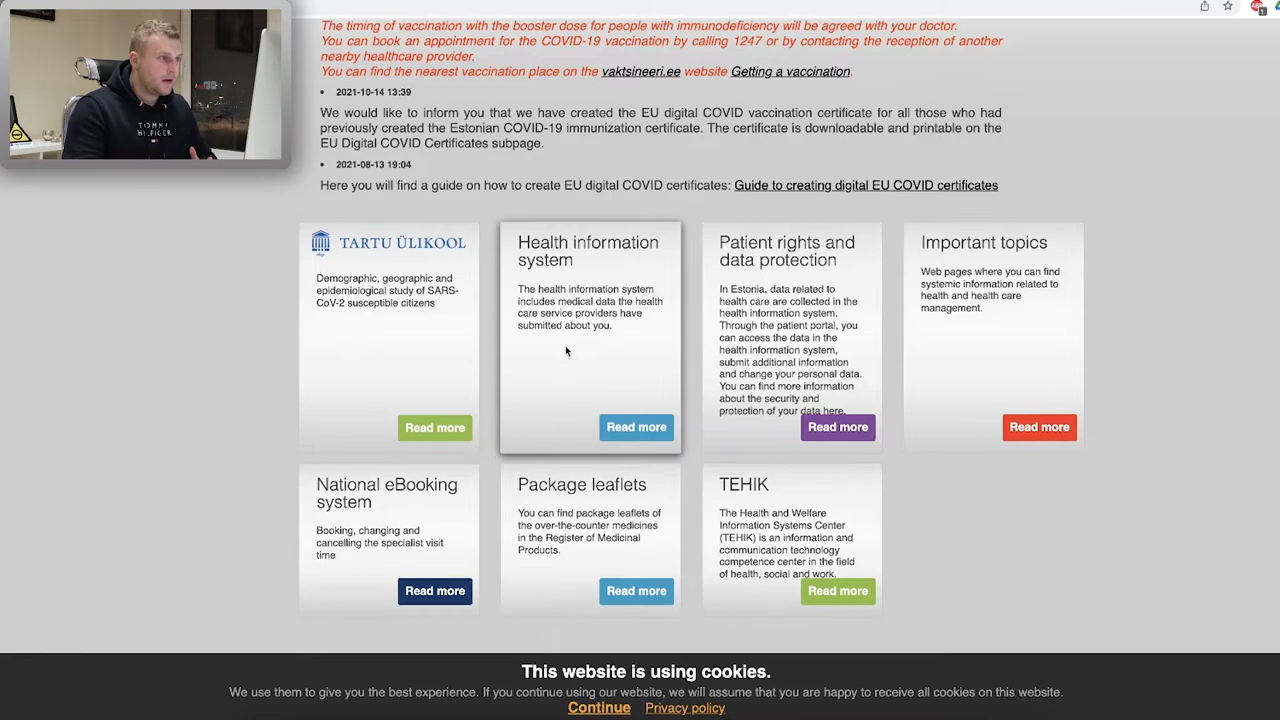 The timing of vaccination with the booster dose for people with immunodeficiency will be agreed with your doctor.
You can book an appointment for the COVID-19 vaccination by calling 1247 or by contacting the reception of another
nearby healthcare provider.
You can find the nearest vaccination place on the vaktsineeri.ee website Getting a vaccination.
2021-10-14 13:39
We would like to inform you that we have created the EU digital COVID vaccination certificate for all those who had
previously created the Estonian COVID-19 immunization certificate. The certificate is downloadable and printable on the
EU Digital COVID Certificates subpage.
2021-08-13 19:04
Here you will find a guide on how to create EU digital COVID certificates: Guide to creating digital EU COVID certificates
TOMMY
HILFIGER
TARTU ÜLIKOOL
Demographic, geographic and
epidemiological study of SARS-
CoV-2 susceptible citizens
Read more
Health information
system
The health information system
includes medical data the health
care service providers have
submitted about you.
Read more
Patient rights and
data protection
In Estonia, data related to
health care are collected in the
health information system.
Through the patient portal, you
can access the data in the
health information system,
submit additional information
and change your personal data.
You can find more information
about the security and
protection of your data here.
Read more
Important topics
Web pages where you can find
systemic information related to
health and health care
management.
Read more
National eBooking
system
Booking, changing and
cancelling the specialist visit
time
Read more
Package leaflets
You can find package leaflets of
the over-the-counter medicines
in the Register of Medicinal
Products.
Read more
TEHIK
The Health and Welfare
Information Systems Center
(TEHIK) is an information and
communication technology
competence center in the field
of health, social and work.
Read more
This website is using cookies.
We use them to give you the best experience. If you continue using our website, we will assume that you are happy to receive all cookies on this website.
Continue Privacy policy